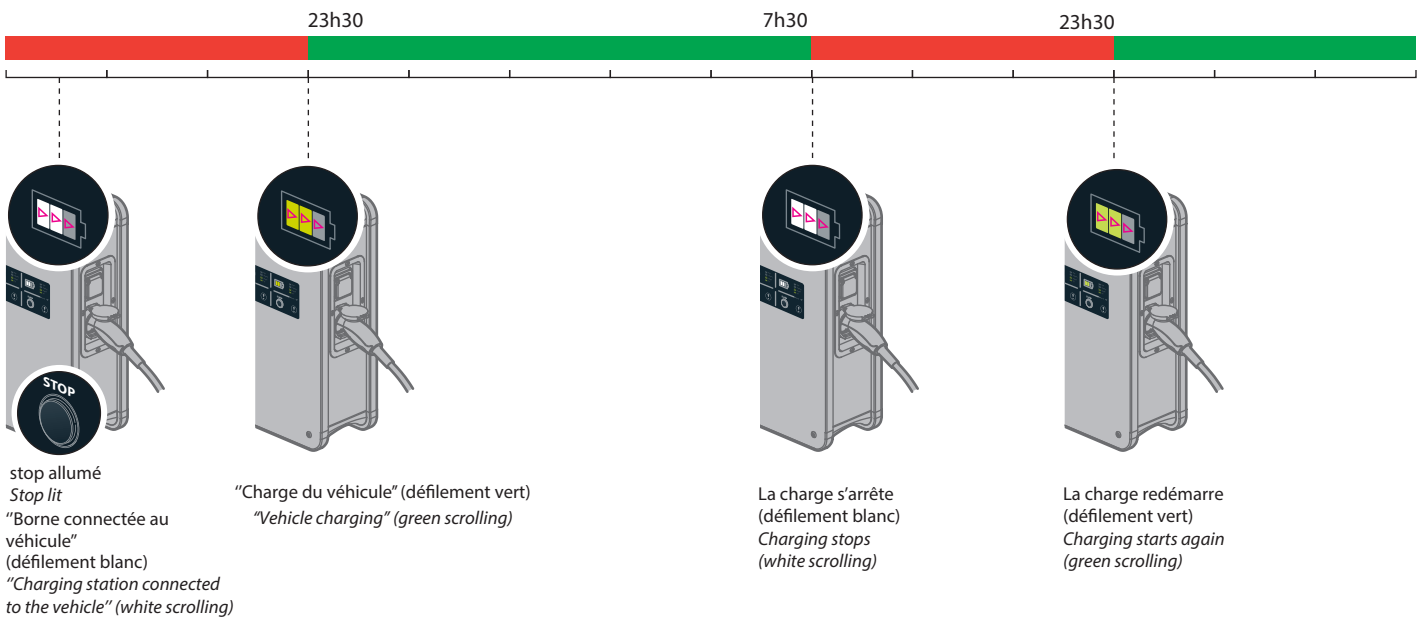 23h30
7h30
23h30
STOP
stop allumé
Stop lit
"Borne connectée au
véhicule"
(défilement blanc)
"Charging station connected
to the vehicle" (white scrolling)
"Charge du véhicule" (défilement vert)
"Vehicle charging" (green scrolling)
La charge s'arrête
(défilement blanc)
Charging stops
(white scrolling)
La charge redémarre
(défilement vert)
Charging starts again
(green scrolling)